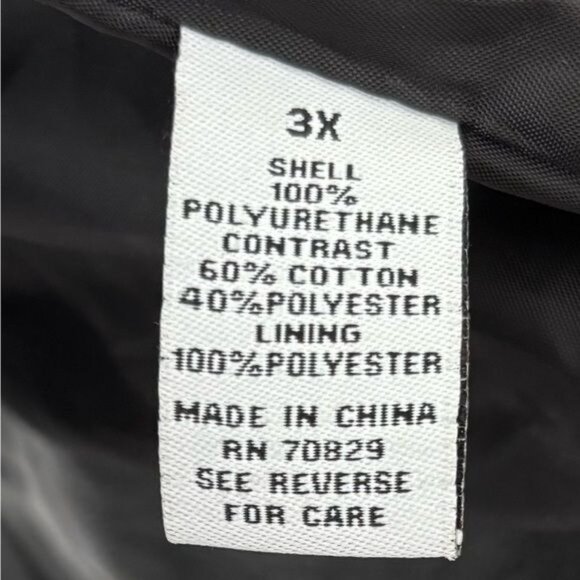 3X
SHELL
100%
POLYURETHANE
CONTRAST
60% COTTON
40%POLYESTER
LINING
100%POLYESTER
MADE IN CHINA
RN 70829
SEE REVERSE
FOR CARE